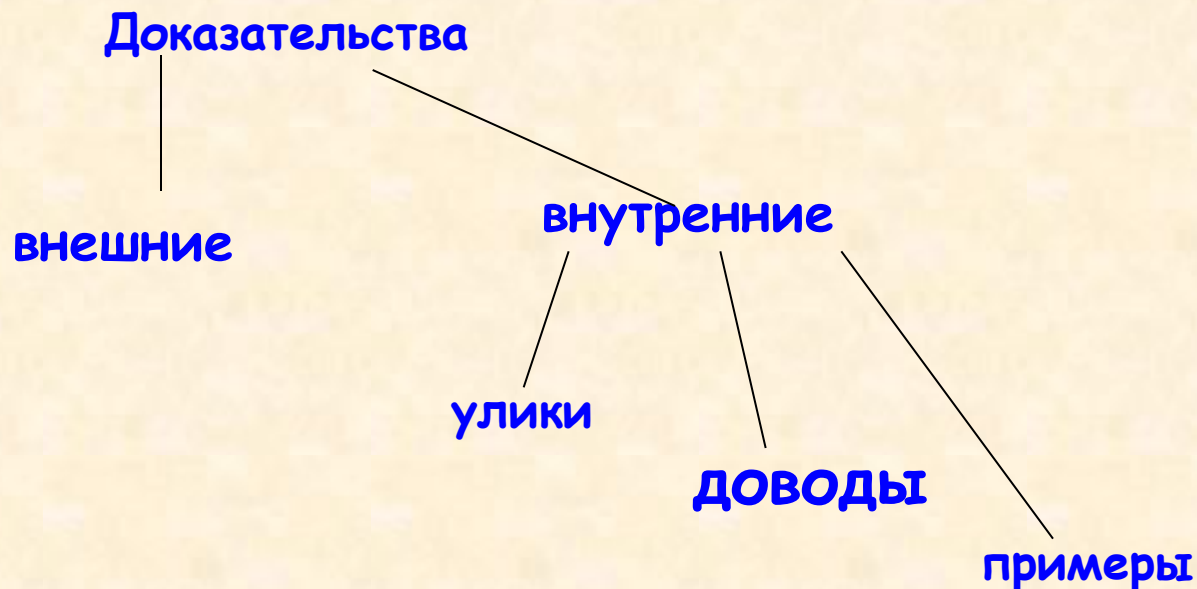 Доказательства
внешние
внутренние
улики
доводы
примеры